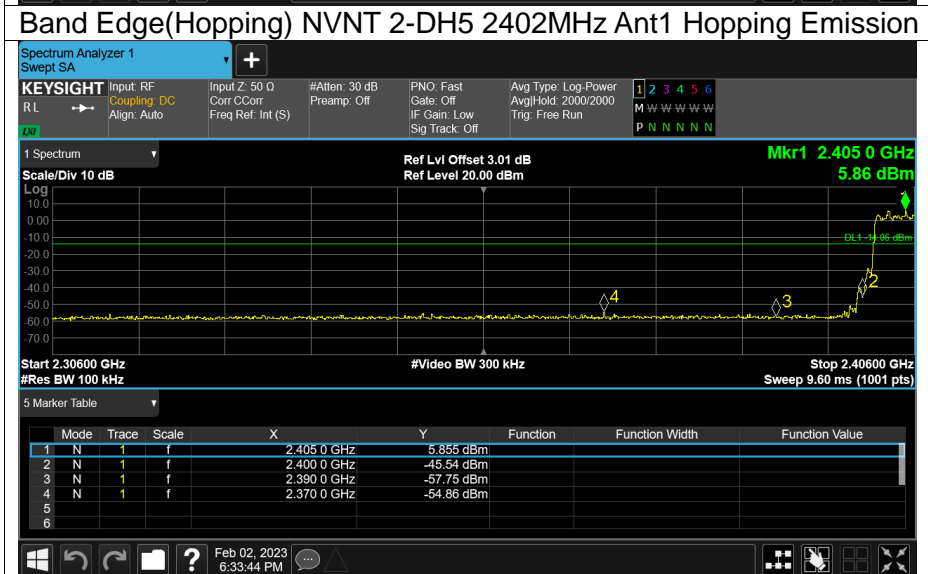 Band Edge(Hopping) NVNT 2-DH5 2402MHz Ant1 Hopping Emission
Spectrum Analyzer 1
Swept SA
+
KEYSIGHT Input: RF Input Z: 50 Ω #Atten: 30 dB PNO: Fast Avg Type: Log-Power 1 2 3 4 5 6
R L Coupling: DC Corr CCorr Preamp: Off Gate: Off Avg|Hold: 2000/2000 M W W W W W
Align: Auto Freq Ref: Int (S) IF Gain: Low Trig: Free Run
LXI Sig Track: Off P N N N N N
1 Spectrum Ref Lvl Offset 3.01 dB Mkr1 2.405 0 GHz
Scale/Div 10 dB Ref Level 20.00 dBm 5.86 dBm
Log
10.0
0.00
-10.0
DL1 -14.06 dBm
-20.0
-30.0
-40.0
2
-50.0
4
3
-60.0
-70.0
Start 2.30600 GHz #Video BW 300 kHz Stop 2.40600 GHz
#Res BW 100 kHz Sweep 9.60 ms (1001 pts)
5 Marker Table
Mode Trace Scale X Y Function Function Width Function Value
1 N 1 f 2.405 0 GHz 5.855 dBm
2 N 1 f 2.400 0 GHz -45.54 dBm
3 N 1 f 2.390 0 GHz -57.75 dBm
4 N 1 f 2.370 0 GHz -54.86 dBm
5
6
? Feb 02, 2023
6:33:44 PM